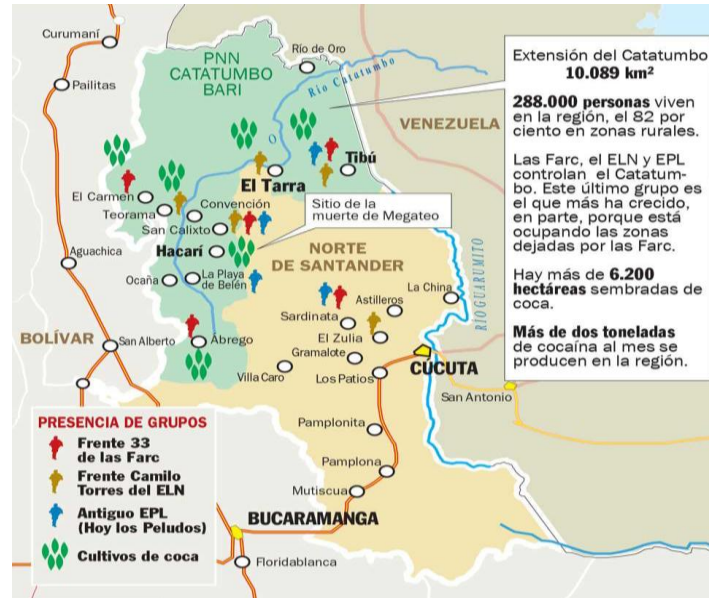 Curumaní
Pailitas
PNN
CATATUMBO
BARI
Río de Oro
Río Catatumbo
VENEZUELA
Tibú
El Tarra
El Carmen
Teorama
Convención
San Calixto
Hacarí
Sitio de la
muerte de Megateo
Aguachica
Ocaña
La Playa
de Belén
NORTE
DE SANTANDER
La China
RÍO GUARUMITO
Astilleros
Sardinata
BOLÍVAR
San Alberto
Ábrego
El Zulia
Gramalote
CÚCUTA
Villa Caro
Los Patios
San Antonio
Pamplonita
Pamplona
Mutiscua
BUCARAMANGA
Floridablanca
Extensión del Catatumbo
10.089 km²
288.000 personas viven
en la región, el 82 por
ciento en zonas rurales.
Las Farc, el ELN y EPL
controlan el Catatum-
bo. Este último grupo es
el que más ha crecido,
en parte, porque está
ocupando las zonas
dejadas por las Farc.
Hay más de 6.200
hectáreas sembradas de
coca.
Más de dos toneladas
de cocaína al mes se
producen en la región.
PRESENCIA DE GRUPOS
Frente 33
de las Farc
Frente Camilo
Torres del ELN
Antiguo EPL
(Hoy los Peludos)
Cultivos de coca